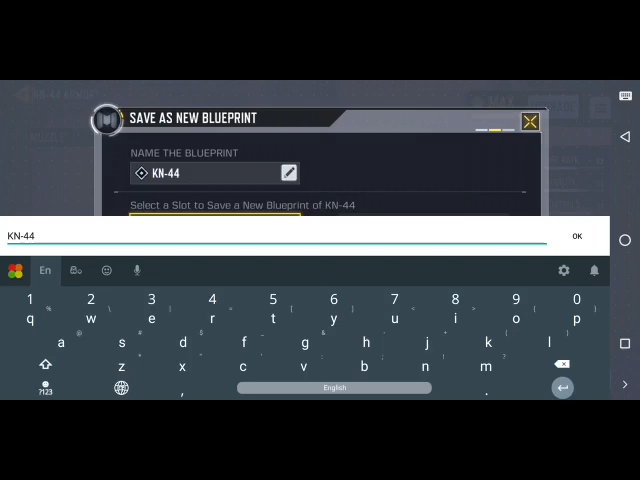 SAVE AS NEW BLUEPRINT
NAME THE BLUEPRINT
KN-44
Select a Slot to Save a New Blueprint of KN-44
KN-44
OK
En
1 2 3 4 5 6 7 8 9 0
q w e r t y u i o p
a s d f g h j k l
z x c v b n m
?123 , English .